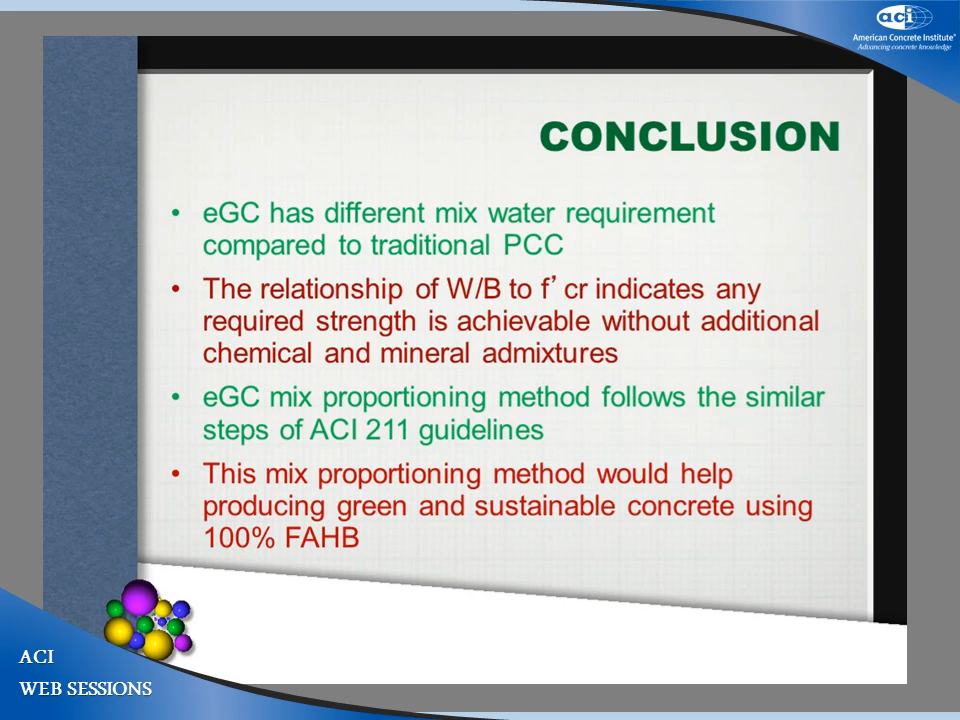 aci
American Concrete Institute®
Advancing concrete knowledge
CONCLUSION
• eGC has different mix water requirement
compared to traditional PCC
• The relationship of W/B to f’cr indicates any
required strength is achievable without additional
chemical and mineral admixtures
• eGC mix proportioning method follows the similar
steps of ACI 211 guidelines
• This mix proportioning method would help
producing green and sustainable concrete using
100% FAHB
ACI
WEB SESSIONS